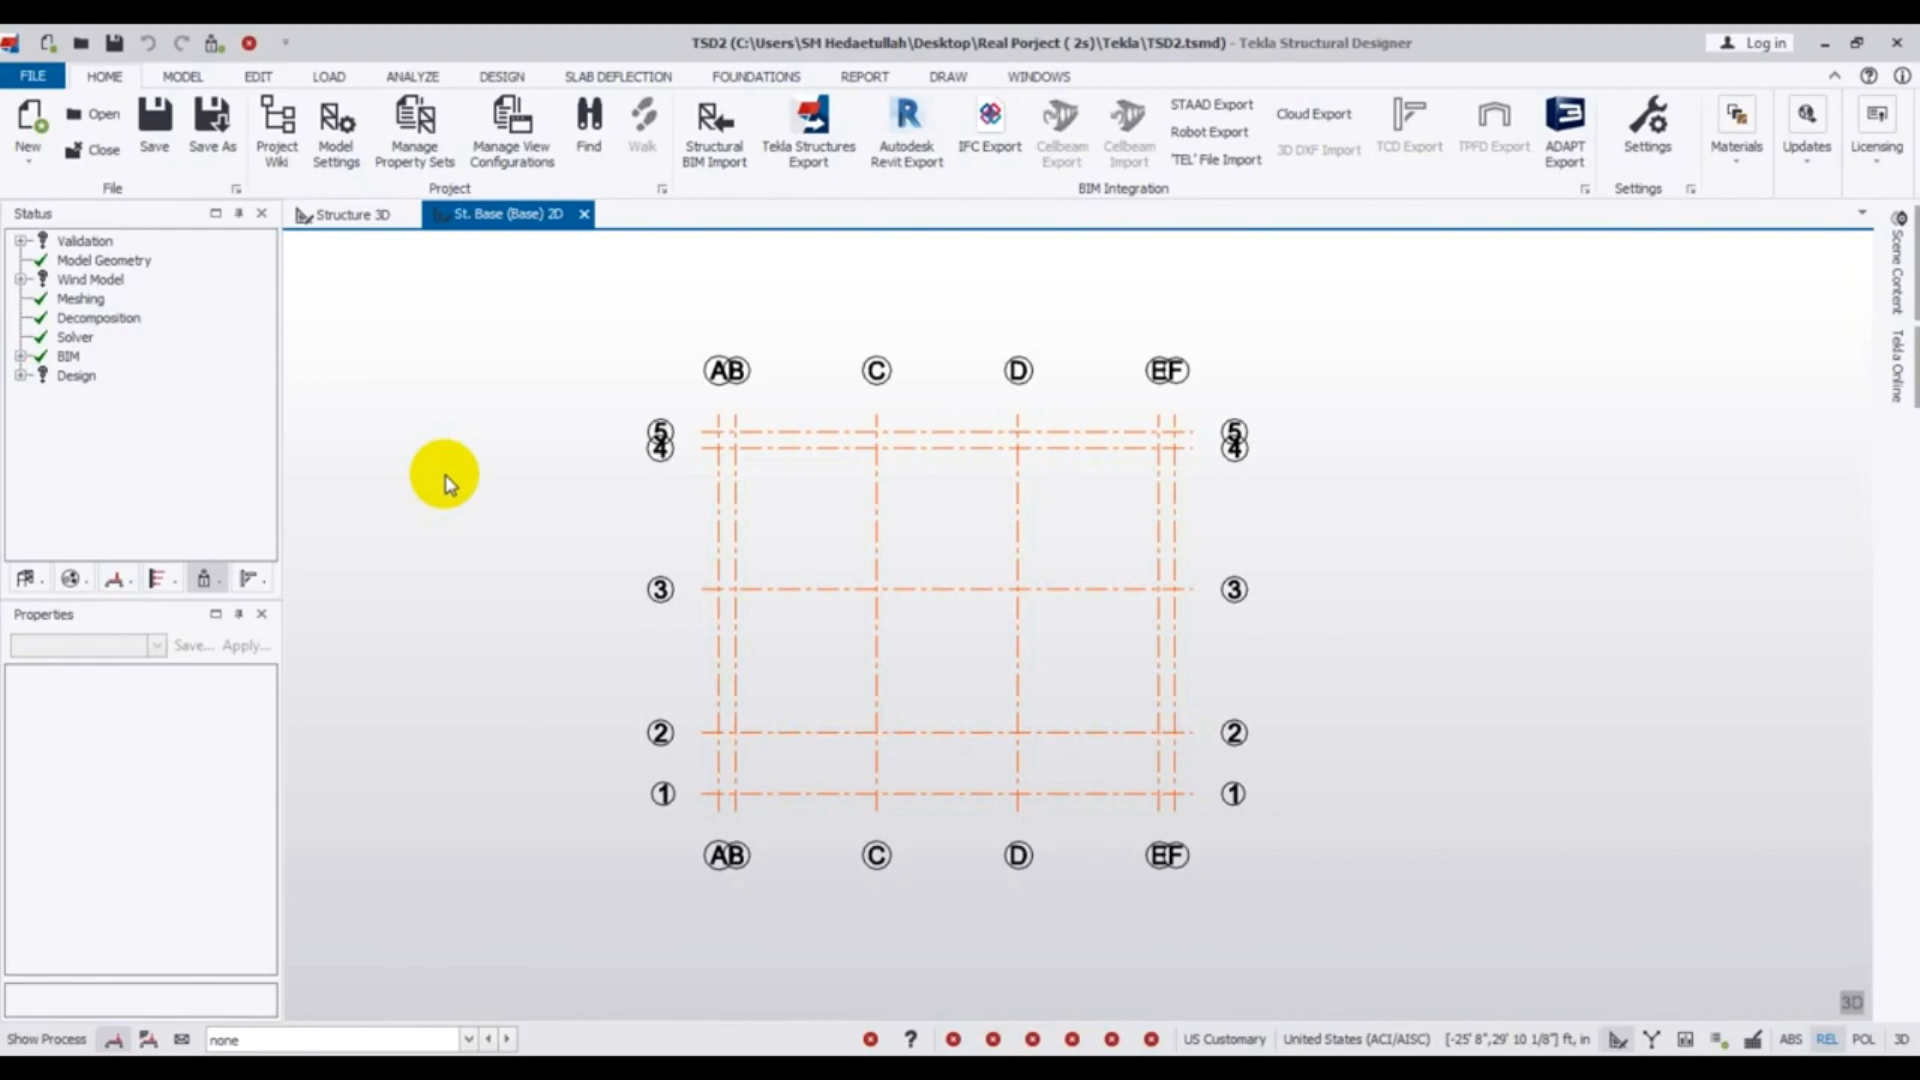 TSD2 (C:\Users\SM Hedaetullah\Desktop\Real Porject ( 2s)\Tekla\TSD2.tsmd) - Tekla Structural Designer
Log in
FILE HOME MODEL EDIT LOAD ANALYZE DESIGN SLAB DEFLECTION FOUNDATIONS REPORT DRAW WINDOWS
New
Open
Close
Save
Save As
Project Wiki
Model Settings
Manage Property Sets
Manage View Configurations
Find
Walk
Structural BIM Import
Tekla Structures Export
Autodesk Revit Export
IFC Export
Cellbeam Export
Cellbeam Import
STAAD Export
Robot Export
'TEL' File Import
Cloud Export
3D DXF Import
TCD Export
TPFD Export
ADAPT Export
Settings
Materials
Updates
Licensing
File
Project
BIM Integration
Settings
Status
Structure 3D
St. Base (Base) 2D
Validation
Model Geometry
Wind Model
Meshing
Decomposition
Solver
BIM
Design
Scene Content
Tekla Online
A B C D E F
5 5
4 4
3 3
2 2
1 1
A B C D E F
Properties
Save... Apply...
3D
Show Process
none
US Customary
United States (ACI/AISC)
[-25' 8",29' 10 1/8"] ft, in
ABS REL POL 3D